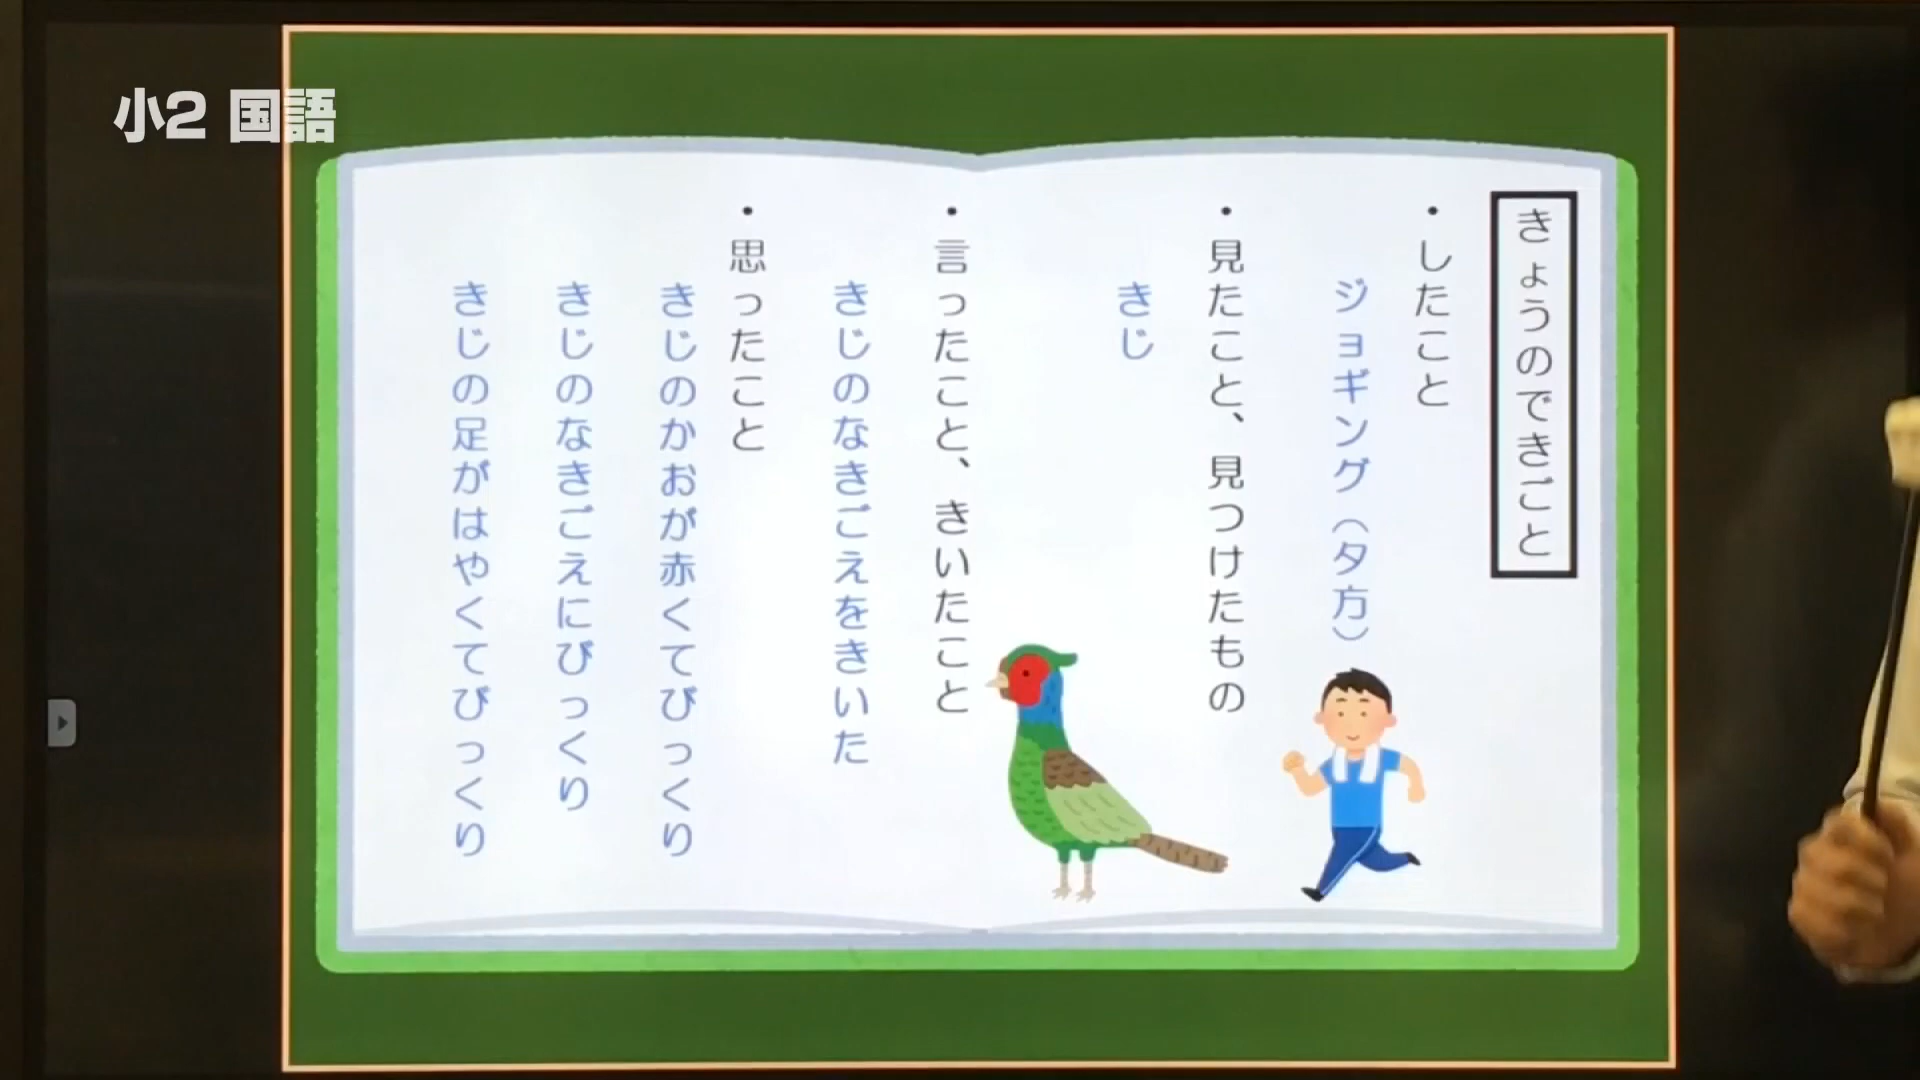 小2 国語
きょうのできごと
・したこと
ジョギング（夕方）
・見たこと、見つけたもの
きじ
・言ったこと、きいたこと
きじのなきごえをきいた
・思ったこと
きじのかおが赤くてびっくり
きじのなきごえにびっくり
きじの足がはやくてびっくり